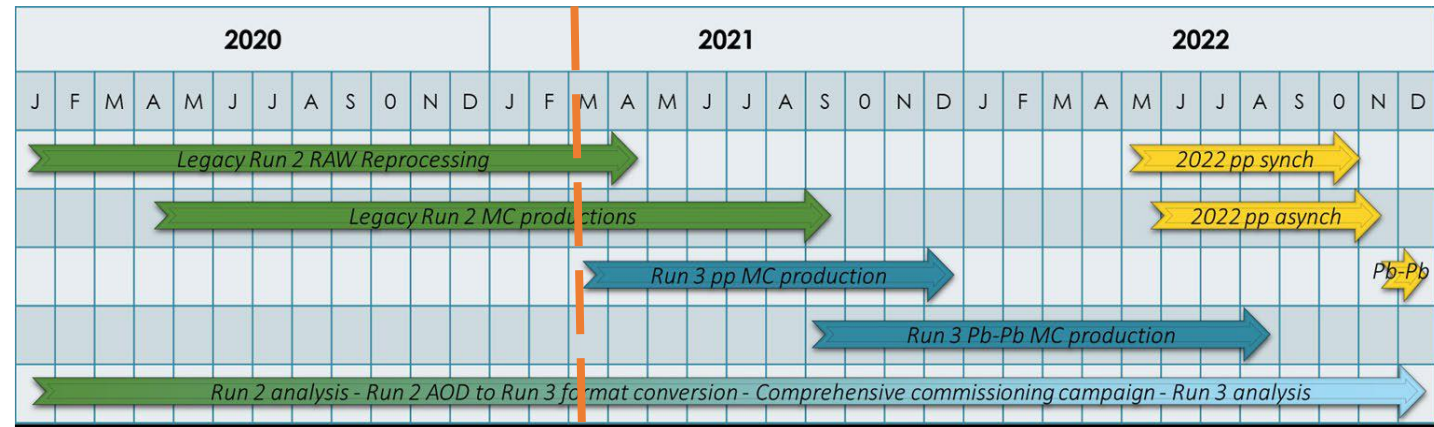 2020 2021 2022
J F M A M J J A S 0 N D J F M A M J J A S 0 N D J F M A M J J A S 0 N D
Legacy Run 2 RAW Reprocessing 2022 pp synch
Legacy Run 2 MC productions 2022 pp asynch
Run 3 pp MC production Pb-Pb
Run 3 Pb-Pb MC production
Run 2 analysis - Run 2 AOD to Run 3 format conversion - Comprehensive commissioning campaign - Run 3 analysis